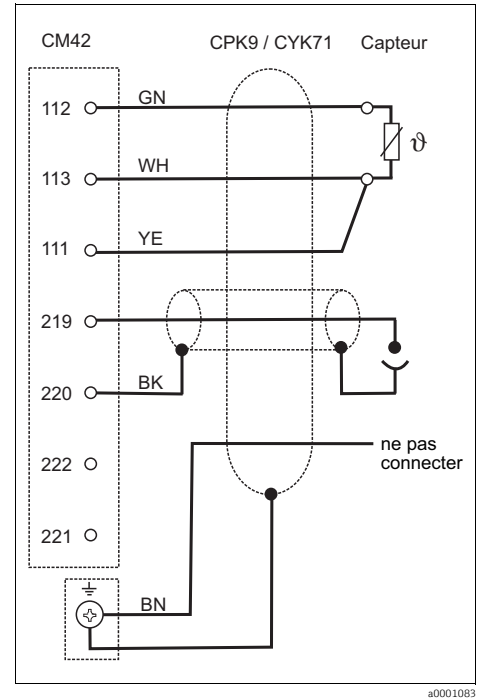 CM42 CPK9 / CYK71 Capteur
112 GN
ϑ
113 WH
111 YE
219
220 BK
222
ne pas
connecter
221
BN
a0001083